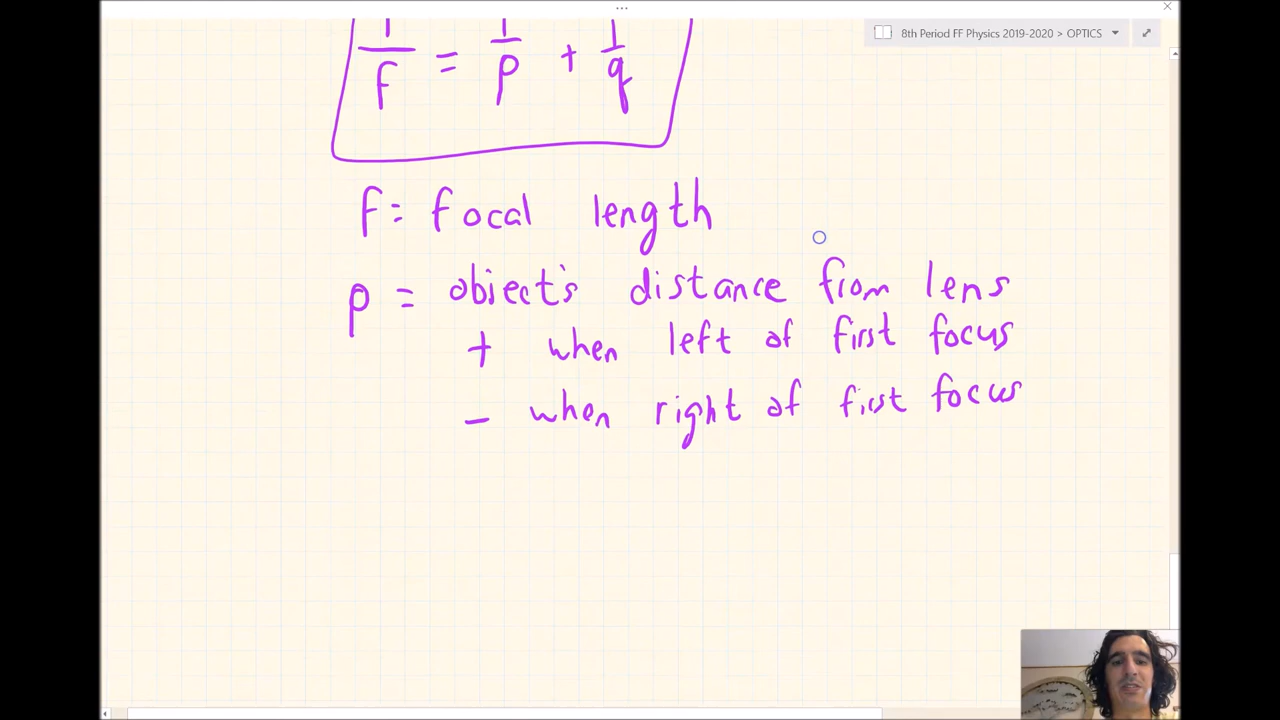 8th Period FF Physics 2019-2020 > OPTICS
1/f = 1/p + 1/q
f = focal length
p = object's distance from lens
+ when left of first focus
- when right of first focus